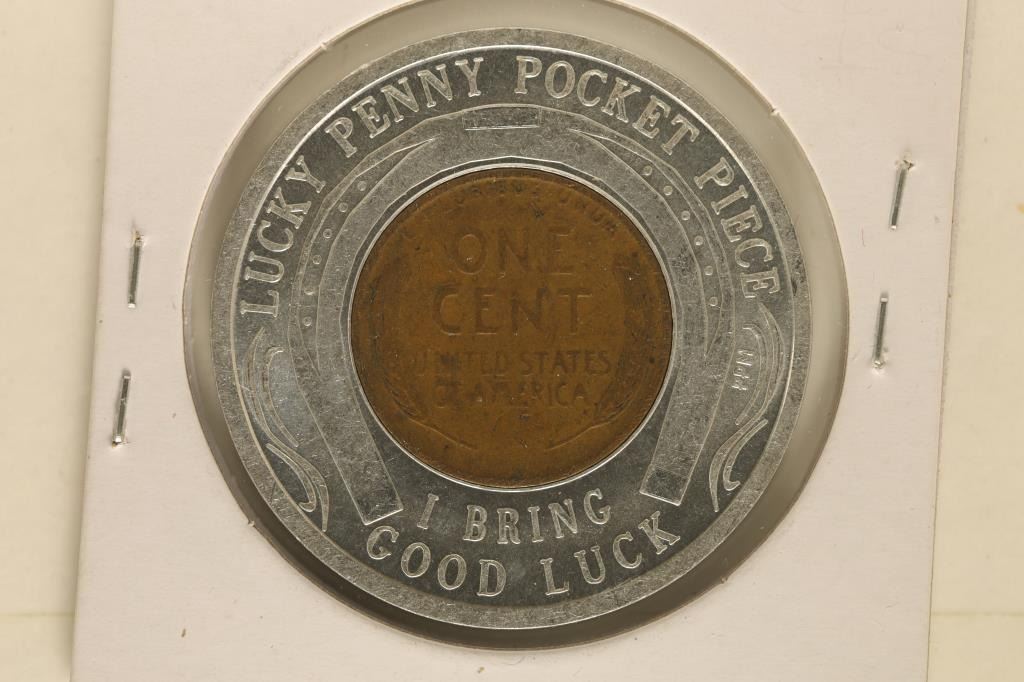 LUCKY PENNY POCKET PIECE
ONE
CENT
UNITED STATES
OF AMERICA
I BRING
GOOD LUCK